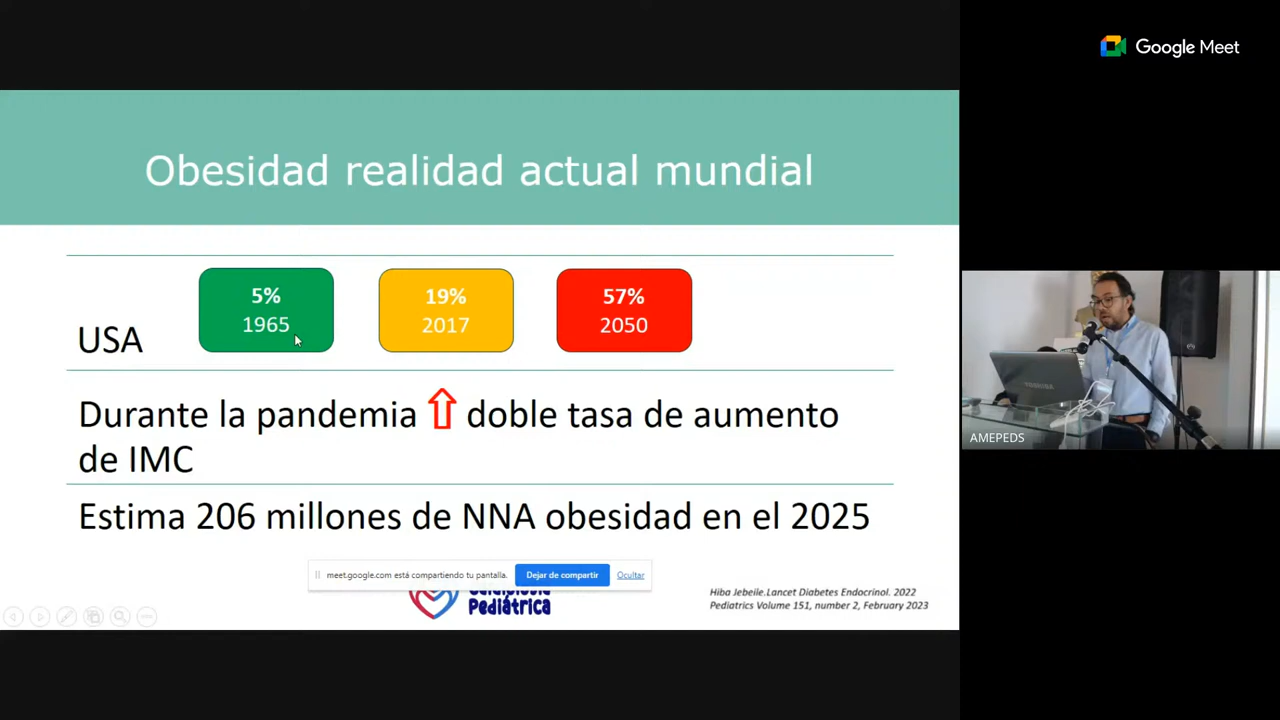 Google Meet
Obesidad realidad actual mundial
5%
1965
19%
2017
57%
2050
USA
Durante la pandemia ⇧ doble tasa de aumento
de IMC
Estima 206 millones de NNA obesidad en el 2025
meet.google.com está compartiendo tu pantalla.
Dejar de compartir
Ocultar
Pediátrica
Hiba Jebeile.Lancet Diabetes Endocrinol. 2022
Pediatrics Volume 151, number 2, February 2023
TOSHIBA
AMEPEDS